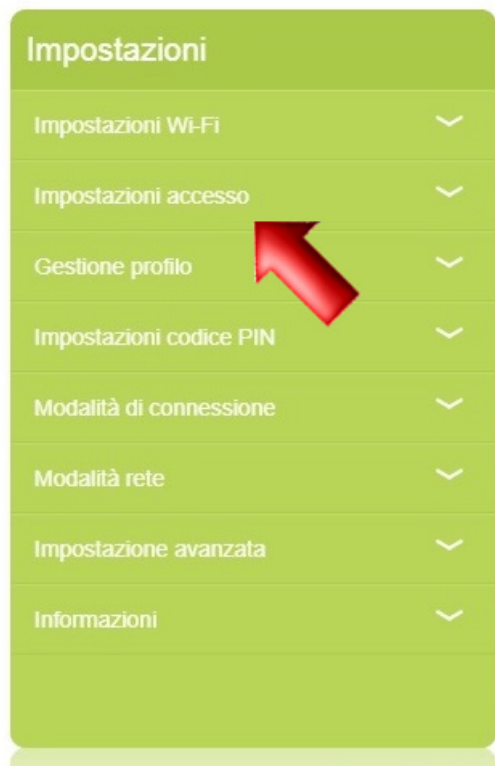 Impostazioni
Impostazioni Wi-Fi
Impostazioni accesso
Gestione profilo
Impostazioni codice PIN
Modalità di connessione
Modalità rete
Impostazione avanzata
Informazioni